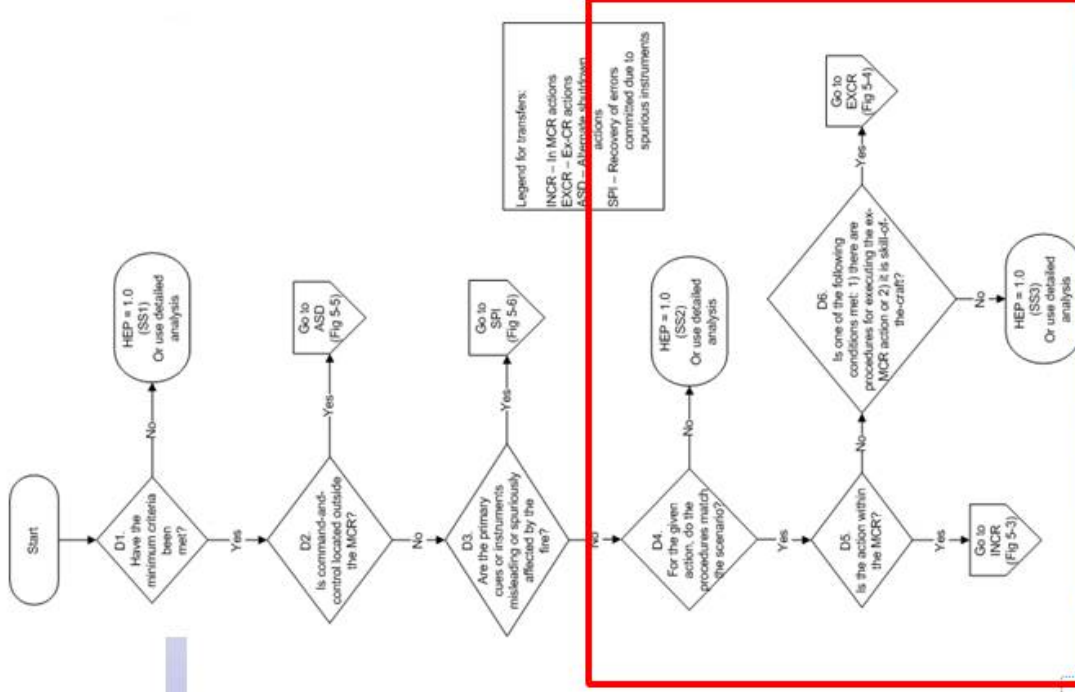 Start
D1.
Have the
minimum criteria
been
met?
No
HEP = 1.0
(SS1)
Or use detailed
analysis
Yes
D2.
Is command-and-
control located outside
the MCR?
Yes
Go to
ASD
(Fig 5-5)
No
D3.
Are the primary
cues or instruments
misleading or spuriously
affected by the
fire?
Yes
Go to
SPI
(Fig 5-6)
Legend for transfers:
INCR – In MCR actions
EXCR – Ex-CR actions
ASD – Alternate shutdown
actions
SPI – Recovery of errors
committed due to
spurious instruments
No
D4.
For the given
action, do the
procedures match
the scenario?
No
HEP = 1.0
(SS2)
Or use detailed
analysis
Yes
D5.
Is the action within
the MCR?
Yes
Go to
INCR
(Fig 5-3)
No
D6.
Is one of the following
conditions met: 1) there are
procedures for executing the ex-
MCR action or 2) it is skill-of-
the-craft?
Yes
Go to
EXCR
(Fig 5-4)
No
HEP = 1.0
(SS3)
Or use detailed
analysis